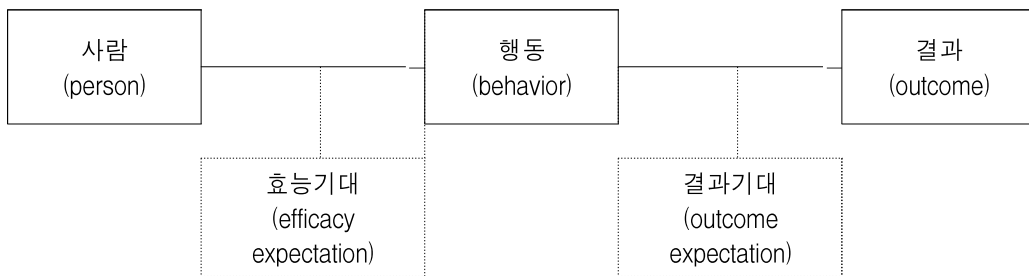 사람
(person)
행동
(behavior)
결과
(outcome)
효능기대
(efficacy
expectation)
결과기대
(outcome
expectation)